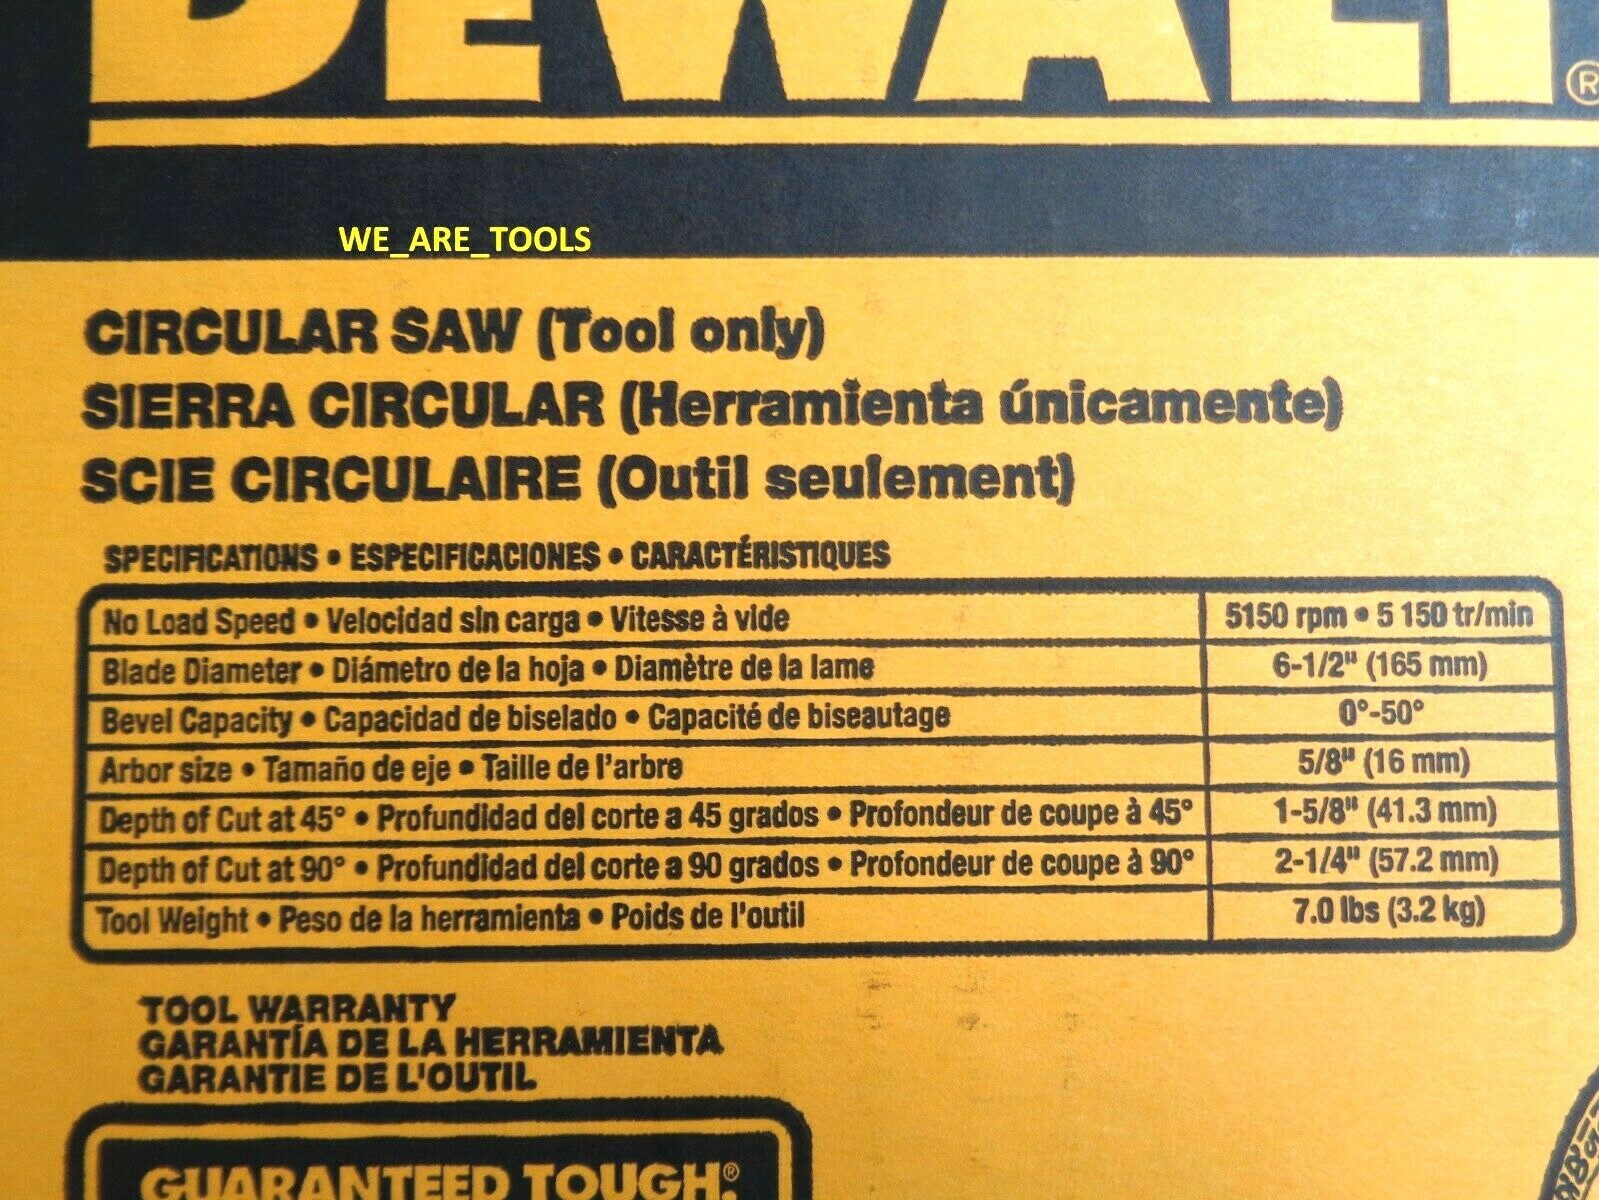 DEWALT®
WE_ARE_TOOLS
CIRCULAR SAW (Tool only)
SIERRA CIRCULAR (Herramienta únicamente)
SCIE CIRCULAIRE (Outil seulement)
SPECIFICATIONS • ESPECIFICACIONES • CARACTÉRISTIQUES
No Load Speed • Velocidad sin carga • Vitesse à vide 5150 rpm • 5 150 tr/min
Blade Diameter • Diámetro de la hoja • Diamètre de la lame 6-1/2" (165 mm)
Bevel Capacity • Capacidad de biselado • Capacité de biseautage 0°-50°
Arbor size • Tamaño de eje • Taille de l'arbre 5/8" (16 mm)
Depth of Cut at 45° • Profundidad del corte a 45 grados • Profondeur de coupe à 45° 1-5/8" (41.3 mm)
Depth of Cut at 90° • Profundidad del corte a 90 grados • Profondeur de coupe à 90° 2-1/4" (57.2 mm)
Tool Weight • Peso de la herramienta • Poids de l'outil 7.0 lbs (3.2 kg)
TOOL WARRANTY
GARANTÍA DE LA HERRAMIENTA
GARANTIE DE L'OUTIL
GUARANTEED TOUGH.®